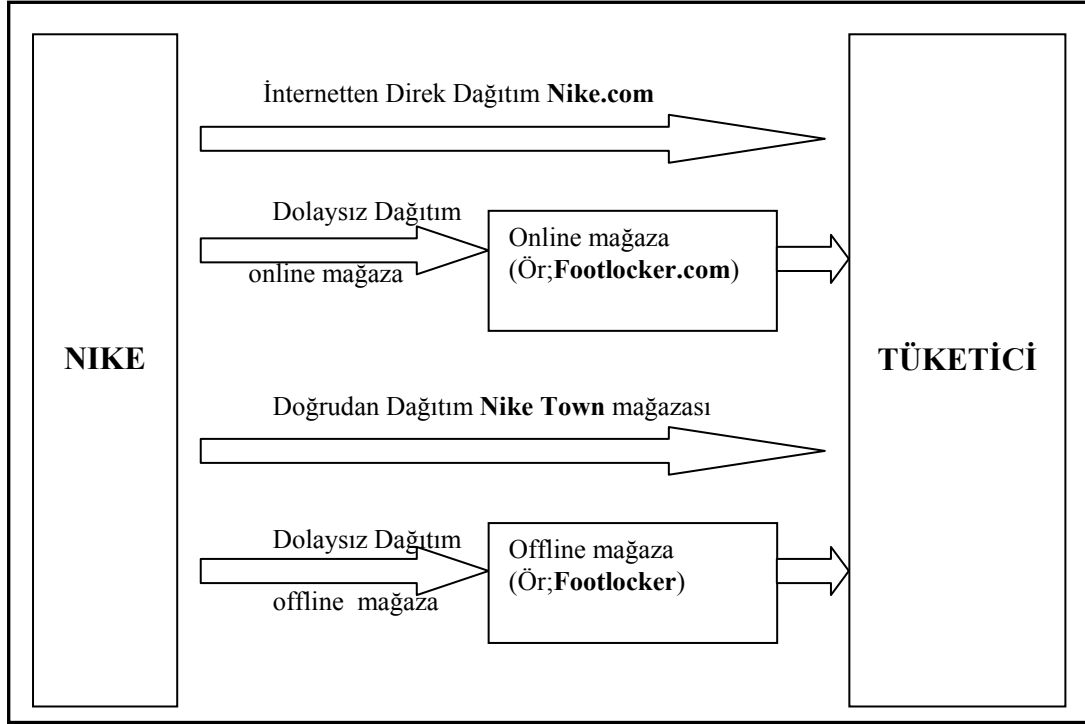 İnternetten Direk Dağıtım Nike.com
Dolaysız Dağıtım
online mağaza
Online mağaza
(Ör;Footlocker.com)
NIKE
TÜKETİCİ
Doğrudan Dağıtım Nike Town mağazası
Dolaysız Dağıtım
offline mağaza
Offline mağaza
(Ör;Footlocker)